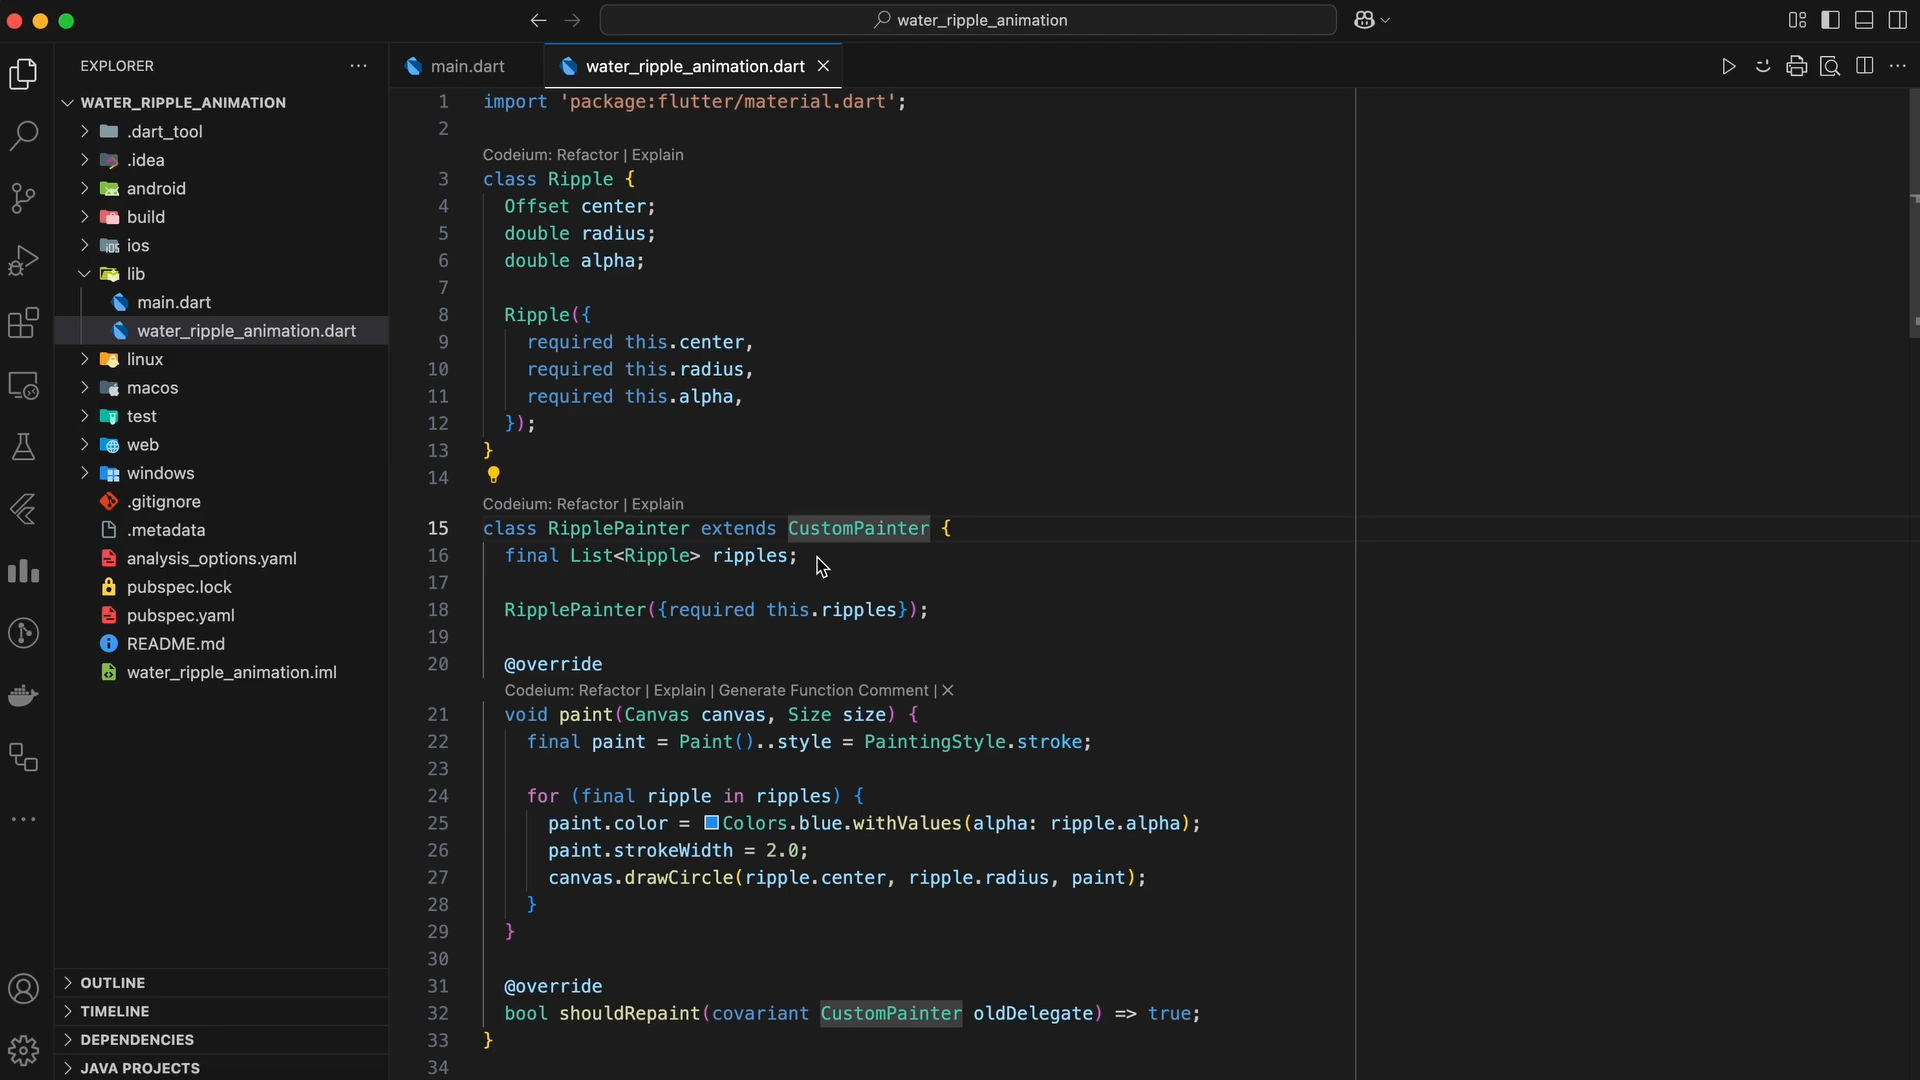 water_ripple_animation
EXPLORER
WATER_RIPPLE_ANIMATION
.dart_tool
.idea
android
build
ios
lib
main.dart
water_ripple_animation.dart
linux
macos
test
web
windows
.gitignore
.metadata
analysis_options.yaml
pubspec.lock
pubspec.yaml
README.md
water_ripple_animation.iml
OUTLINE
TIMELINE
DEPENDENCIES
JAVA PROJECTS
main.dart
water_ripple_animation.dart
1 import 'package:flutter/material.dart';
2
Codeium: Refactor | Explain
3 class Ripple {
4 Offset center;
5 double radius;
6 double alpha;
7
8 Ripple({
9 required this.center,
10 required this.radius,
11 required this.alpha,
12 });
13 }
14
Codeium: Refactor | Explain
15 class RipplePainter extends CustomPainter {
16 final List<Ripple> ripples;
17
18 RipplePainter({required this.ripples});
19
20 @override
Codeium: Refactor | Explain | Generate Function Comment | ✕
21 void paint(Canvas canvas, Size size) {
22 final paint = Paint()..style = PaintingStyle.stroke;
23
24 for (final ripple in ripples) {
25 paint.color = Colors.blue.withValues(alpha: ripple.alpha);
26 paint.strokeWidth = 2.0;
27 canvas.drawCircle(ripple.center, ripple.radius, paint);
28 }
29 }
30
31 @override
32 bool shouldRepaint(covariant CustomPainter oldDelegate) => true;
33 }
34